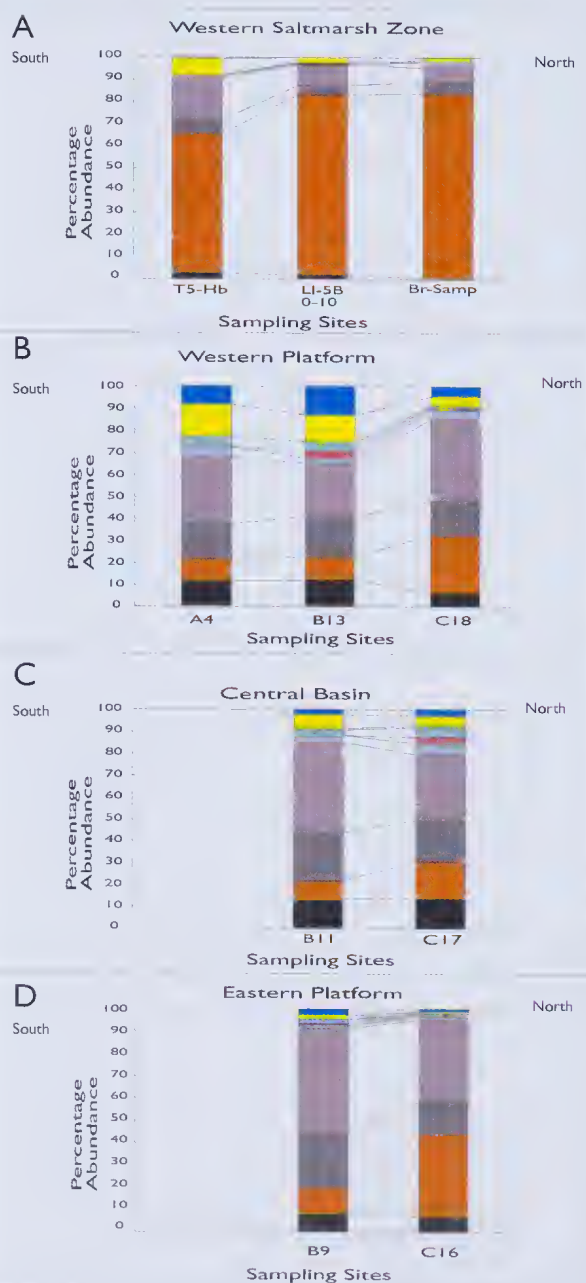 A
Western Saltmarsh Zone
South
North
100
90
80
70
60
50
40
30
20
10
0
Percentage
Abundance
T5-Hb
LI-5B
0-10
Br-Samp
Sampling Sites
B
Western Platform
South
North
100
90
80
70
60
50
40
30
20
10
0
Percentage
Abundance
A4
B13
C18
Sampling Sites
C
Central Basin
South
North
100
90
80
70
60
50
40
30
20
10
0
Percentage
Abundance
B11
C17
Sampling Sites
D
Eastern Platform
South
North
100
90
80
70
60
50
40
30
20
10
0
Percentage
Abundance
B9
C16
Sampling Sites